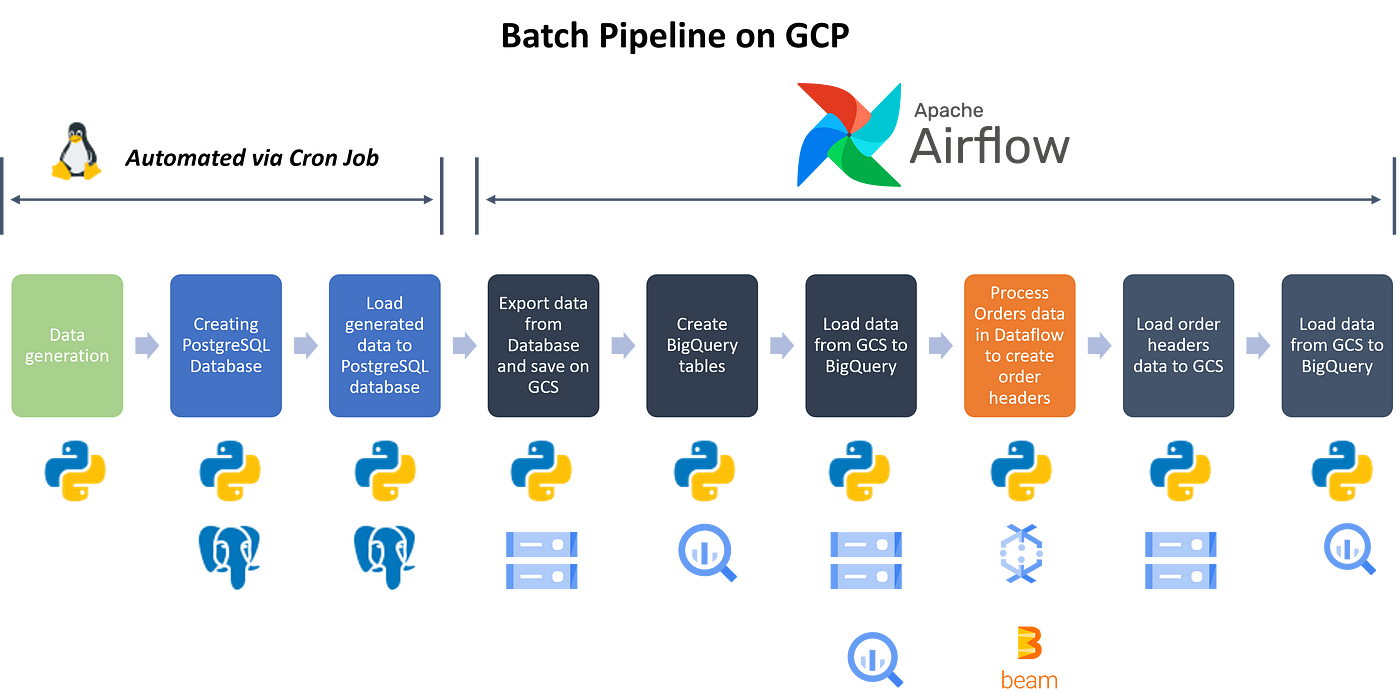 Batch Pipeline on GCP
Automated via Cron Job
Apache
Airflow
Data
generation
Creating
PostgreSQL
Database
Load
generated
data to
PostgreSQL
database
Export data
from
Database
and save on
GCS
Create
BigQuery
tables
Load data
from GCS to
BigQuery
Process
Orders data
in Dataflow
to create
order
headers
Load order
headers
data to GCS
Load data
from GCS to
BigQuery
beam